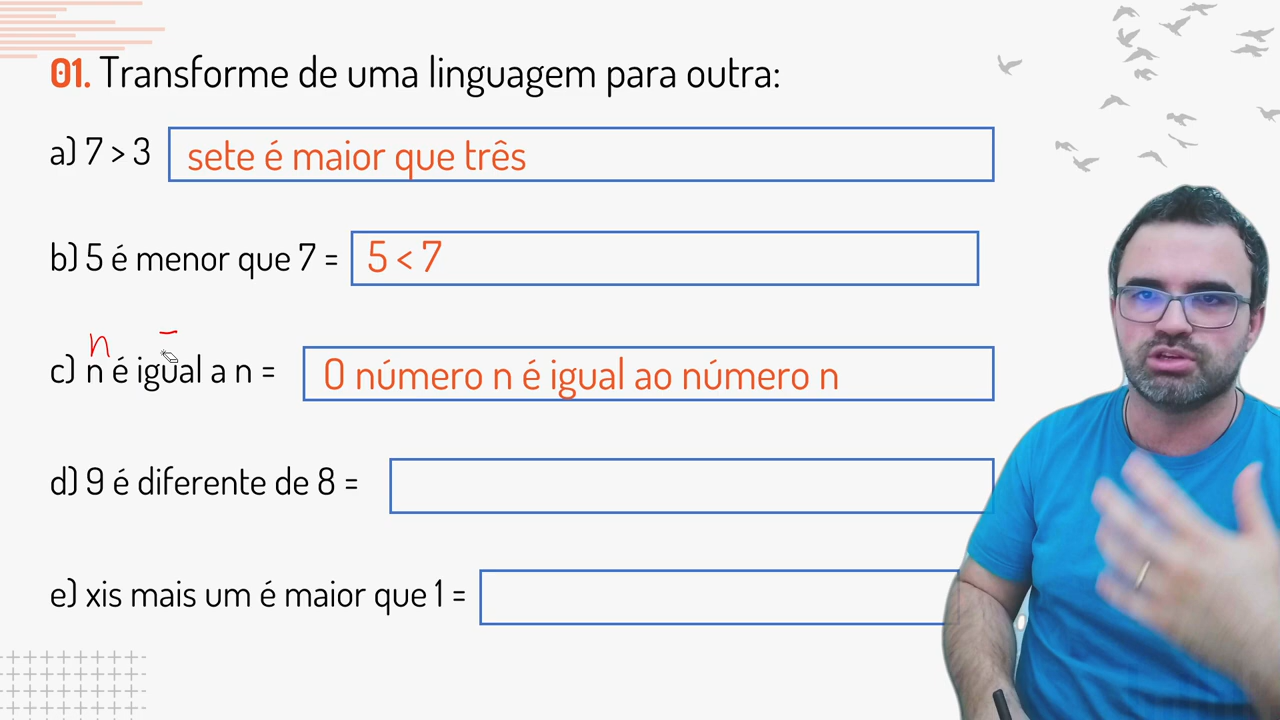 01. Transforme de uma linguagem para outra:
a) 7 > 3 sete é maior que três
b) 5 é menor que 7 = 5 < 7
n –
c) n é igual a n = O número n é igual ao número n
d) 9 é diferente de 8 =
e) xis mais um é maior que 1 =